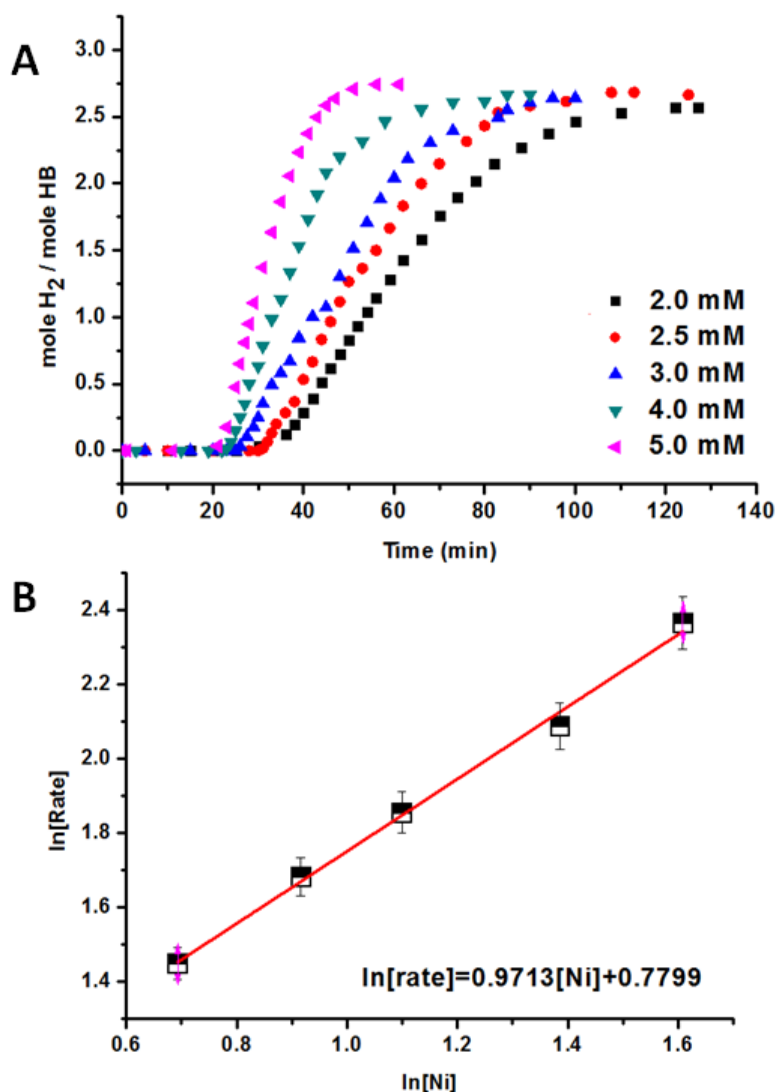 A
3.0
2.5
2.0
1.5
1.0
0.5
0.0
mole H2 / mole HB
2.0 mM
2.5 mM
3.0 mM
4.0 mM
5.0 mM
0 20 40 60 80 100 120 140
Time (min)
B
2.4
2.2
2.0
1.8
1.6
1.4
ln[Rate]
ln[rate]=0.9713[Ni]+0.7799
0.6 0.8 1.0 1.2 1.4 1.6
ln[Ni]